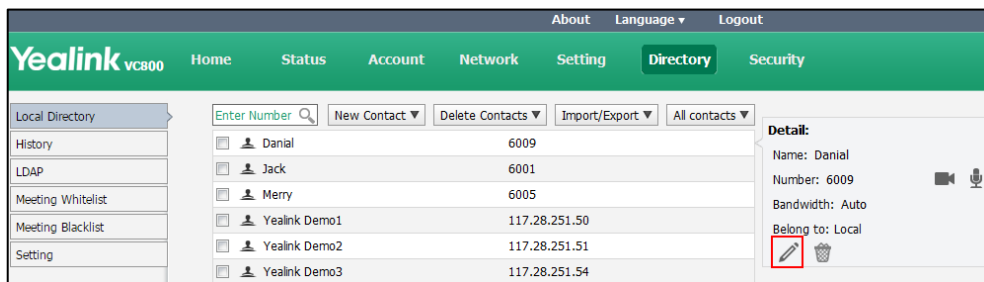 About Language ▾ Logout
Yealink VC800 Home Status Account Network Setting Directory Security
Local Directory
History
LDAP
Meeting Whitelist
Meeting Blacklist
Setting
Enter Number New Contact ▼ Delete Contacts ▼ Import/Export ▼ All contacts ▼
Danial 6009
Jack 6001
Merry 6005
Yealink Demo1 117.28.251.50
Yealink Demo2 117.28.251.51
Yealink Demo3 117.28.251.54
Detail:
Name: Danial
Number: 6009
Bandwidth: Auto
Belong to: Local